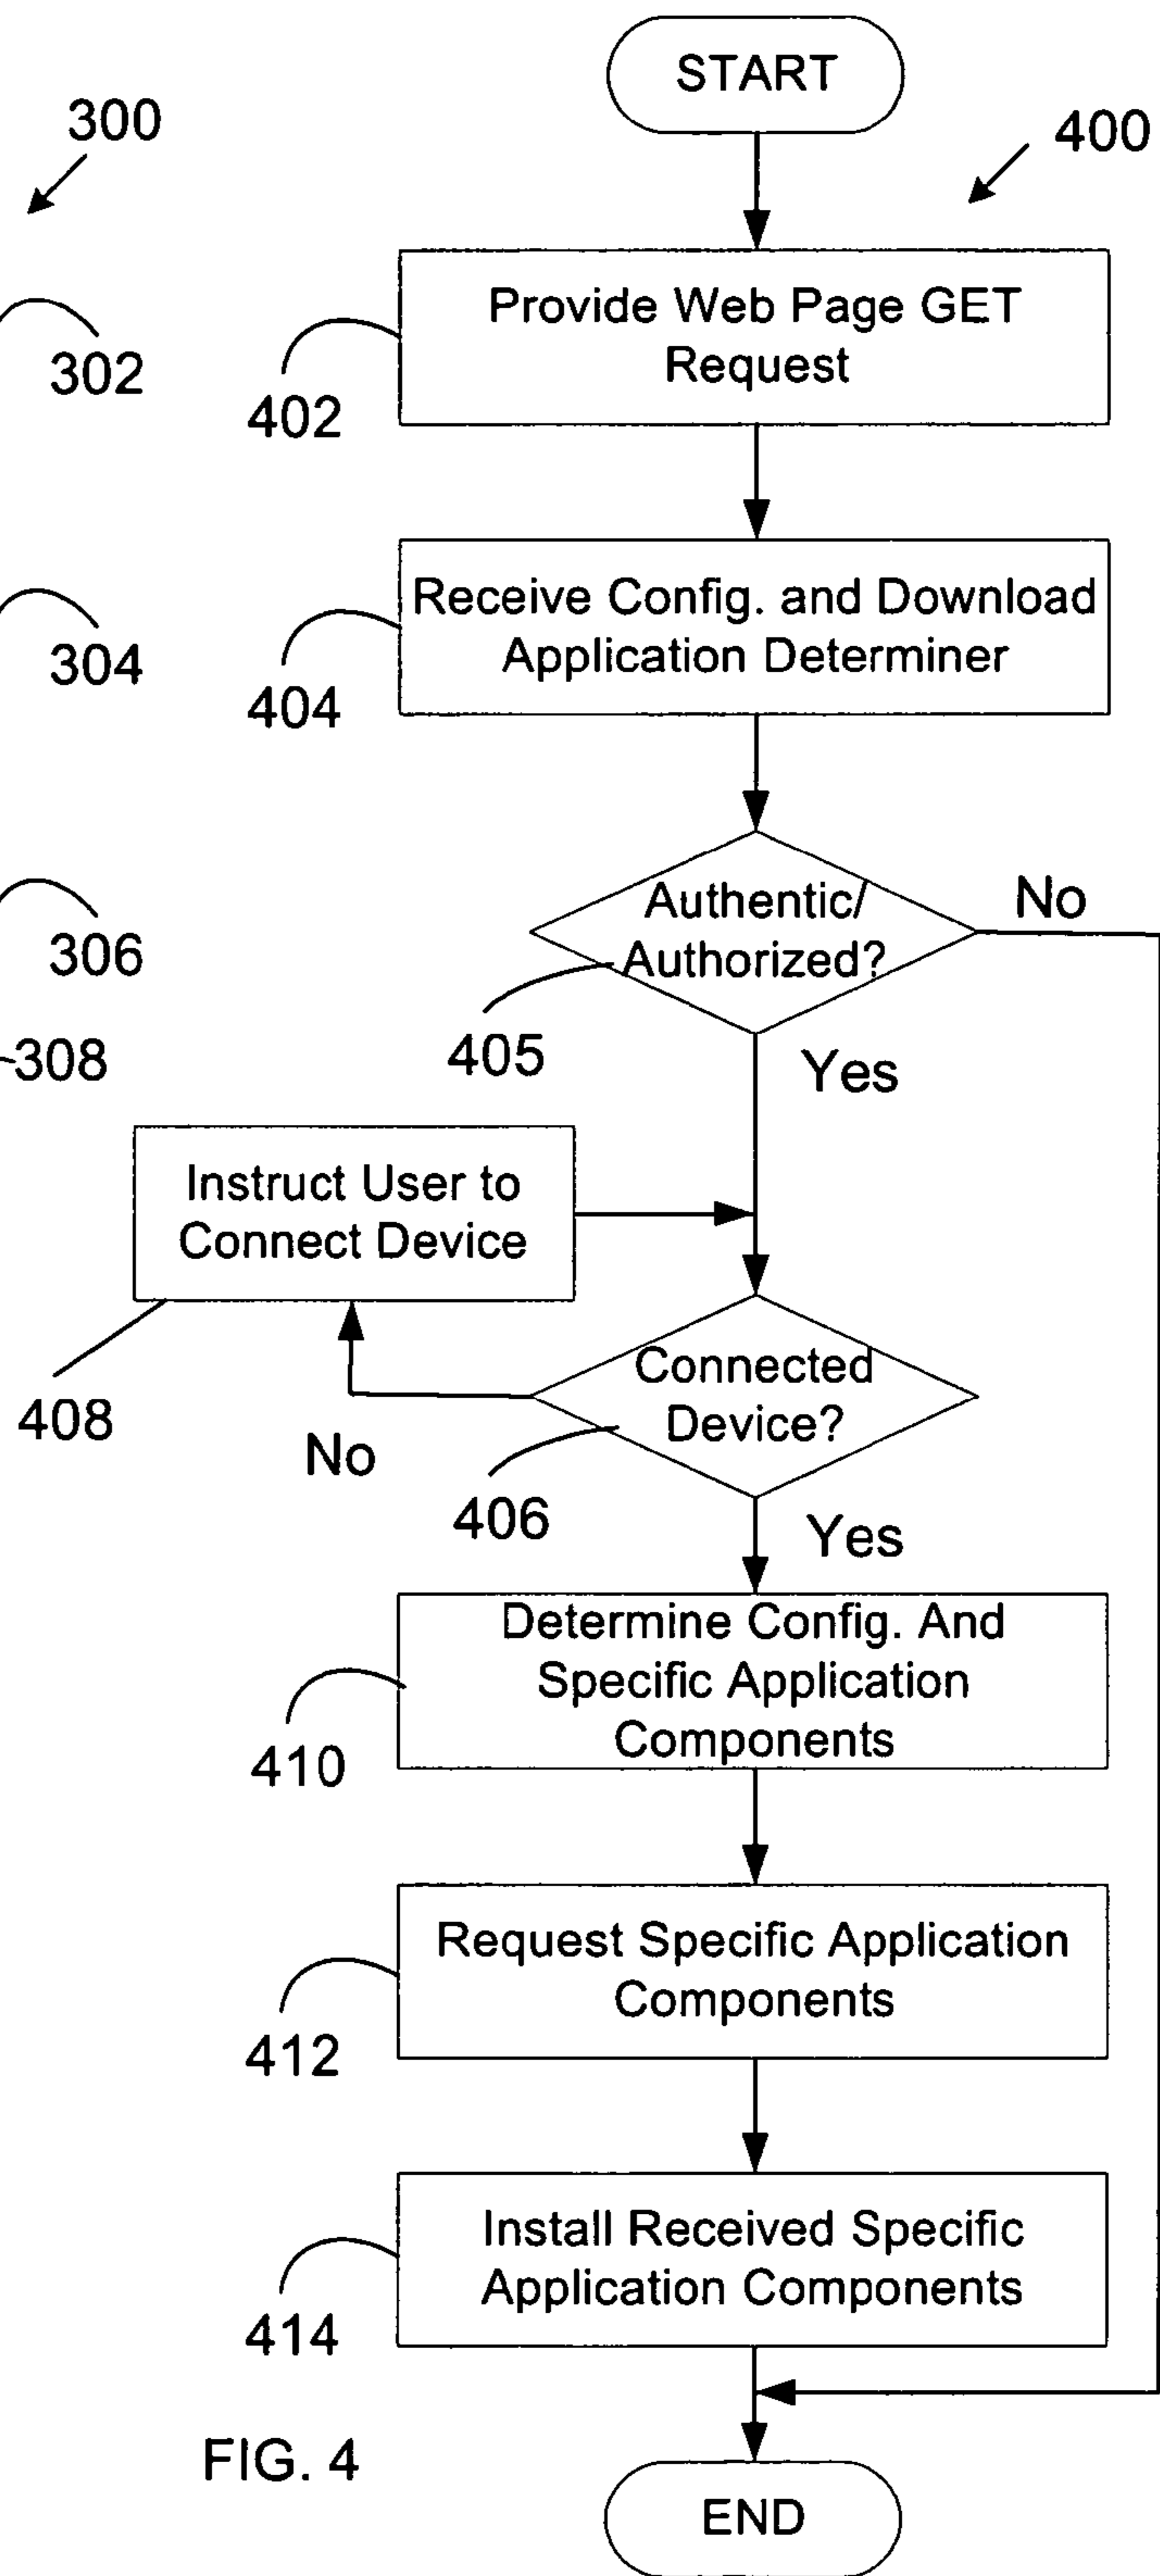 START
300
400
Provide Web Page GET
Request
302
402
Receive Config. and Download
Application Determiner
304
404
Authentic/
Authorized?
No
306
405
308
Yes
Instruct User to
Connect Device
Connected
Device?
408
No
406
Yes
Determine Config. And
Specific Application
Components
410
Request Specific Application
Components
412
Install Received Specific
Application Components
414
FIG. 4
END